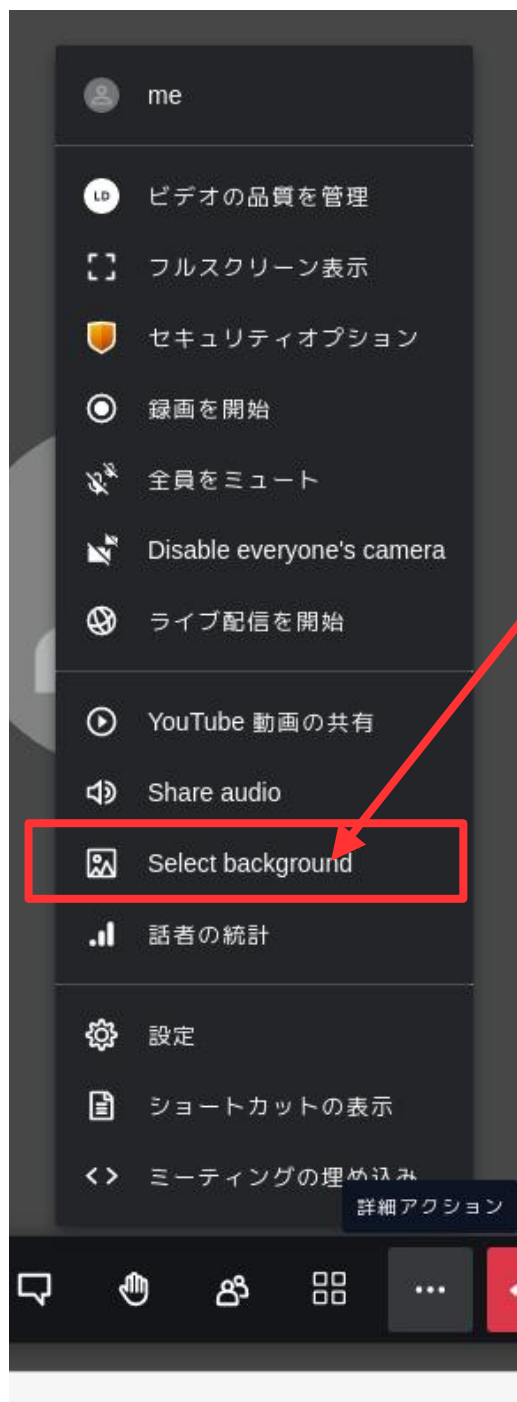 me
LD
ビデオの品質を管理
フルスクリーン表示
セキュリティオプション
録画を開始
全員をミュート
Disable everyone's camera
ライブ配信を開始
YouTube 動画の共有
Share audio
Select background
話者の統計
設定
ショートカットの表示
ミーティングの埋め込み
詳細アクション